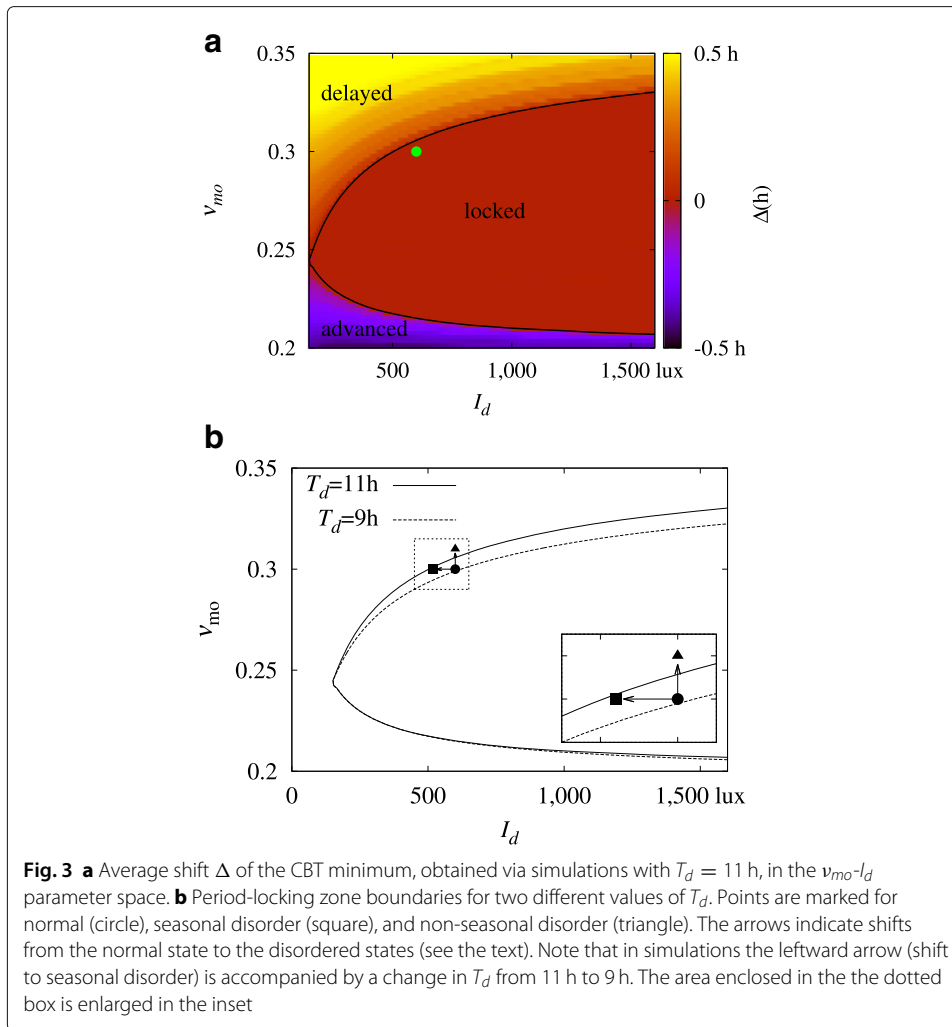 a
0.35
0.3
0.25
0.2
ν_mo
delayed
locked
advanced
500
1,000
1,500 lux
I_d
0.5 h
0
-0.5 h
Δ(h)
b
0.35
0.3
0.25
0.2
ν_mo
T_d=11h
T_d=9h
0
500
1,000
1,500 lux
I_d
Fig. 3 a Average shift Δ of the CBT minimum, obtained via simulations with T_d = 11 h, in the ν_mo-I_d
parameter space. b Period-locking zone boundaries for two different values of T_d. Points are marked for
normal (circle), seasonal disorder (square), and non-seasonal disorder (triangle). The arrows indicate shifts
from the normal state to the disordered states (see the text). Note that in simulations the leftward arrow (shift
to seasonal disorder) is accompanied by a change in T_d from 11 h to 9 h. The area enclosed in the the dotted
box is enlarged in the inset